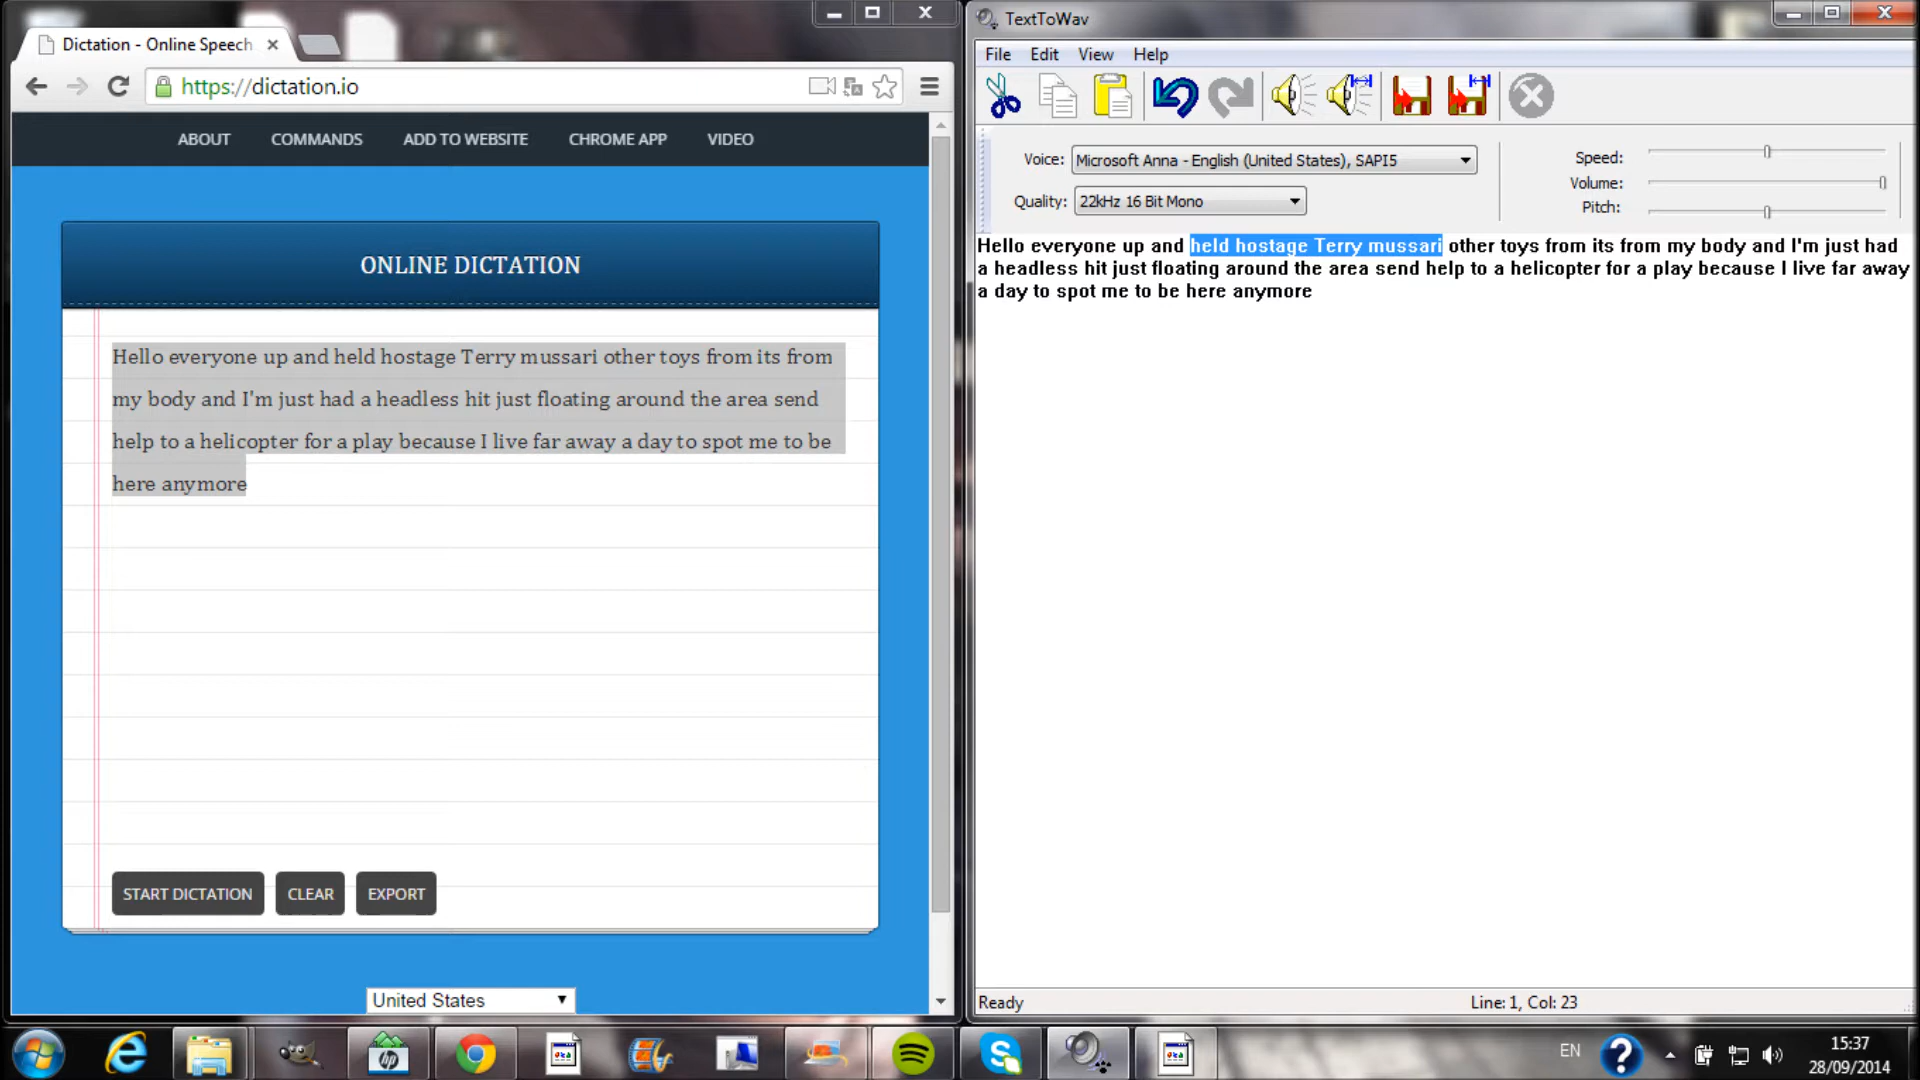 Dictation - Online Speech
https://dictation.io
ABOUT COMMANDS ADD TO WEBSITE CHROME APP VIDEO
ONLINE DICTATION
Hello everyone up and held hostage Terry mussari other toys from its from
my body and I'm just had a headless hit just floating around the area send
help to a helicopter for a play because I live far away a day to spot me to be
here anymore
START DICTATION CLEAR EXPORT
United States
TextToWav
File Edit View Help
Voice: Microsoft Anna - English (United States), SAPI5
Quality: 22kHz 16 Bit Mono
Speed:
Volume:
Pitch:
Hello everyone up and held hostage Terry mussari other toys from its from my body and I'm just had
a headless hit just floating around the area send help to a helicopter for a play because I live far away
a day to spot me to be here anymore
Ready Line: 1, Col: 23
hp
EN
15:37
28/09/2014